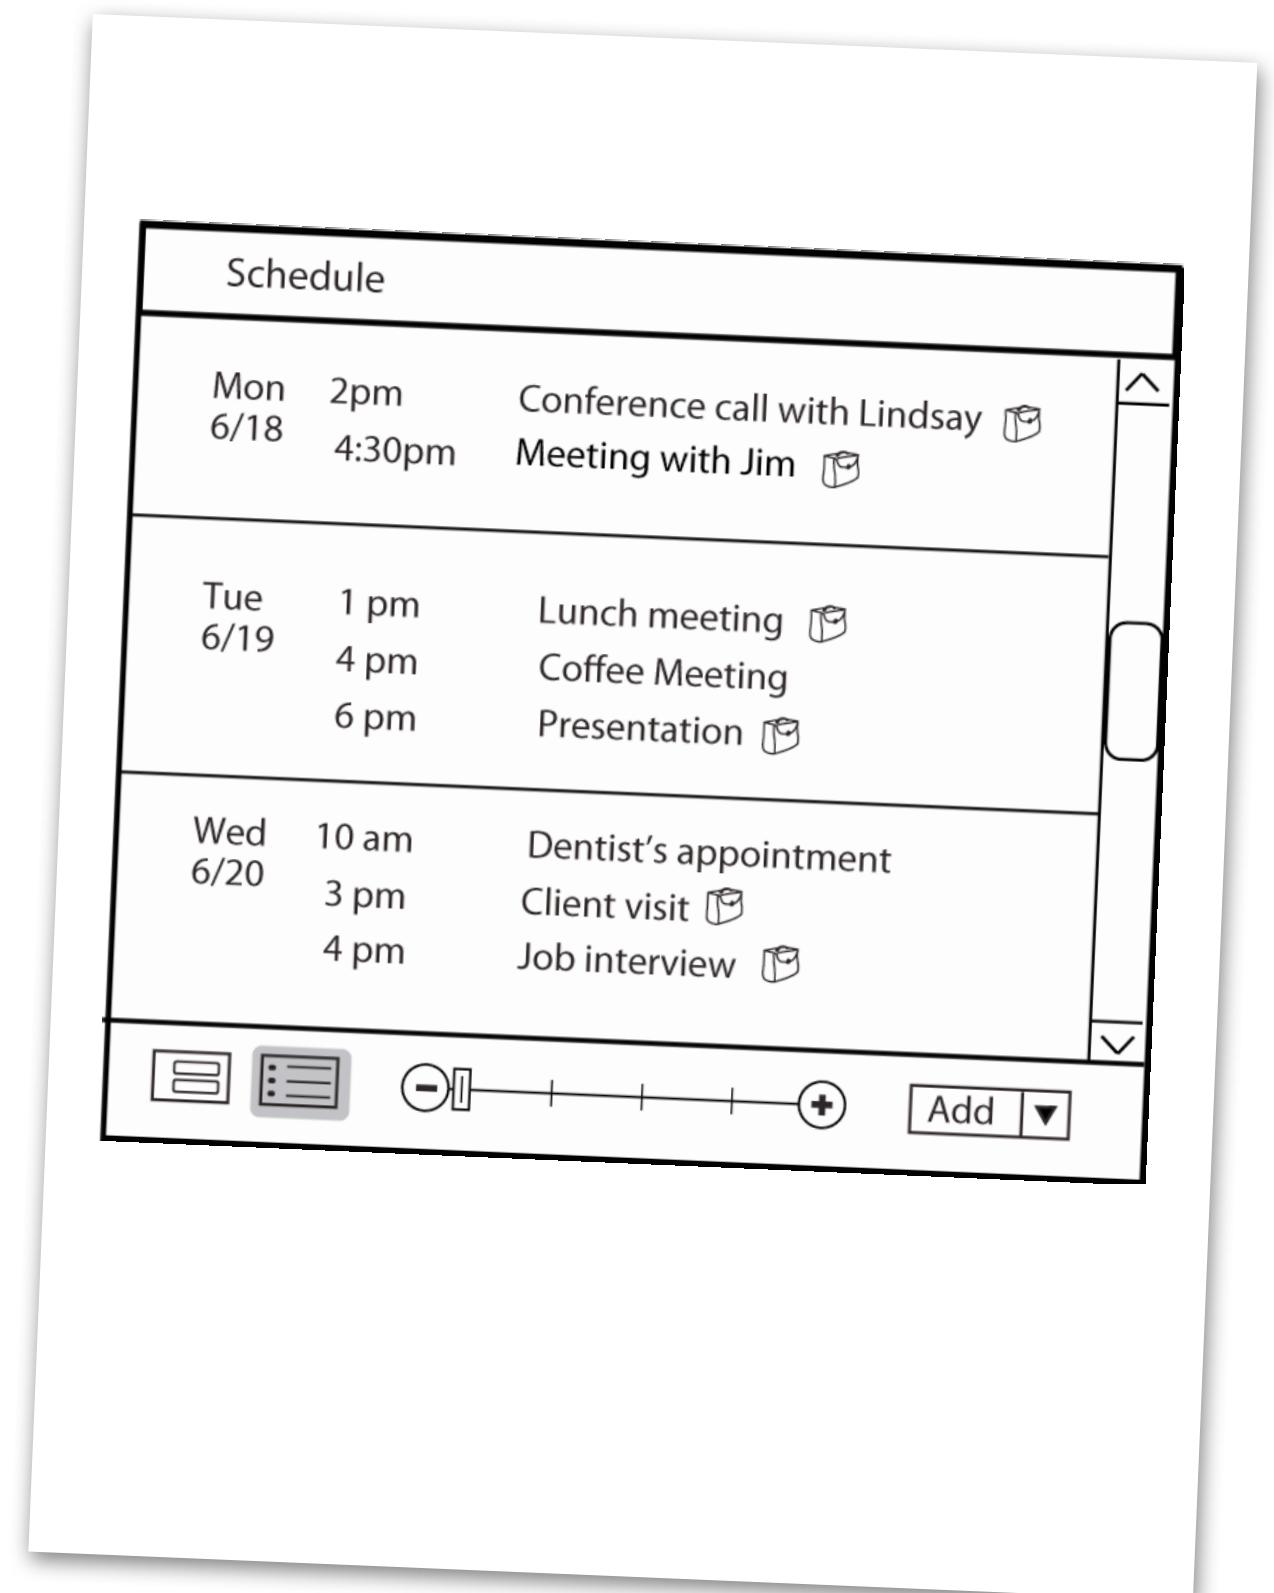 Schedule
Mon 2pm Conference call with Lindsay
6/18 4:30pm Meeting with Jim
Tue 1 pm Lunch meeting
6/19 4 pm Coffee Meeting
6 pm Presentation
Wed 10 am Dentist’s appointment
6/20 3 pm Client visit
4 pm Job interview
Add